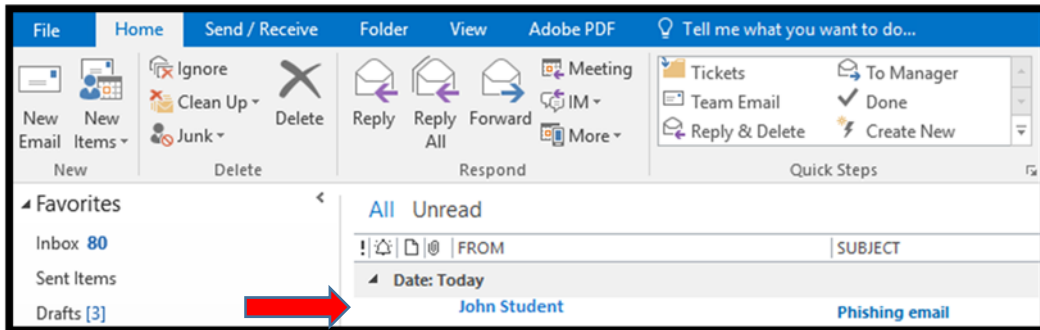 File Home Send / Receive Folder View Adobe PDF Tell me what you want to do...
New Email
New Items
Ignore
Clean Up
Junk
Delete
Reply
Reply All
Forward
Meeting
IM
More
Tickets
Team Email
Reply & Delete
To Manager
Done
Create New
New Delete Respond Quick Steps
Favorites
Inbox 80
Sent Items
Drafts [3]
All Unread
! FROM SUBJECT
Date: Today
John Student Phishing email